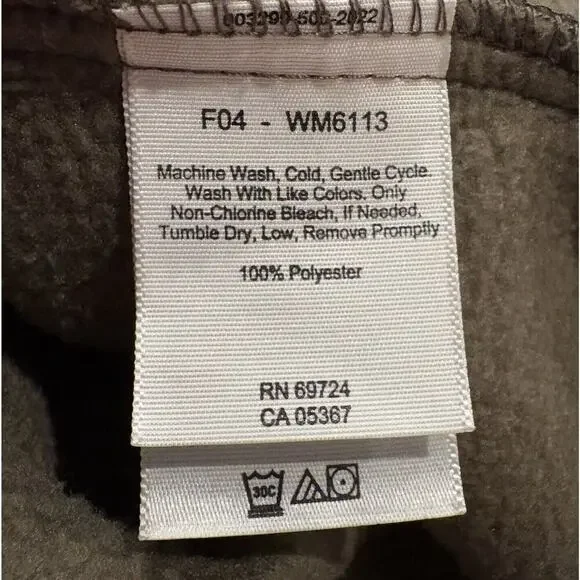 F04 - WM6113
Machine Wash, Cold, Gentle Cycle.
Wash With Like Colors. Only
Non-Chlorine Bleach, If Needed,
Tumble Dry, Low, Remove Promptly
100% Polyester
RN 69724
CA 05367
30C